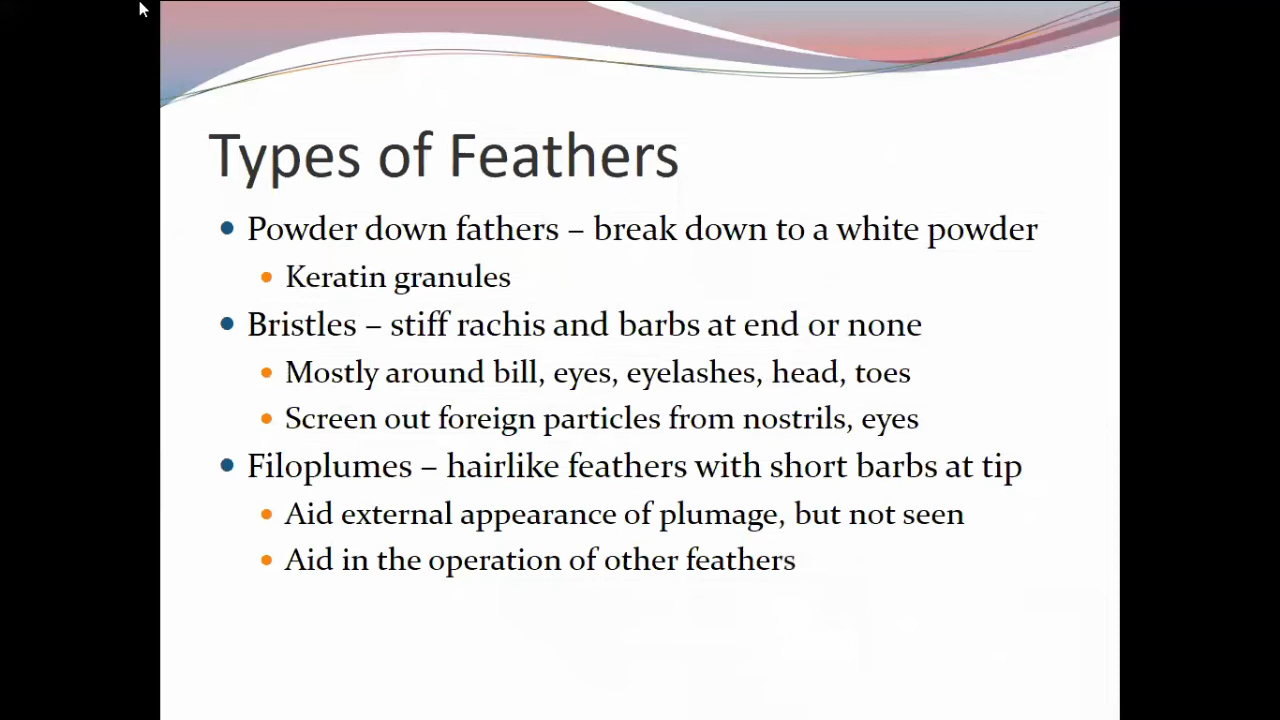 Types of Feathers
Powder down fathers – break down to a white powder
Keratin granules
Bristles – stiff rachis and barbs at end or none
Mostly around bill, eyes, eyelashes, head, toes
Screen out foreign particles from nostrils, eyes
Filoplumes – hairlike feathers with short barbs at tip
Aid external appearance of plumage, but not seen
Aid in the operation of other feathers